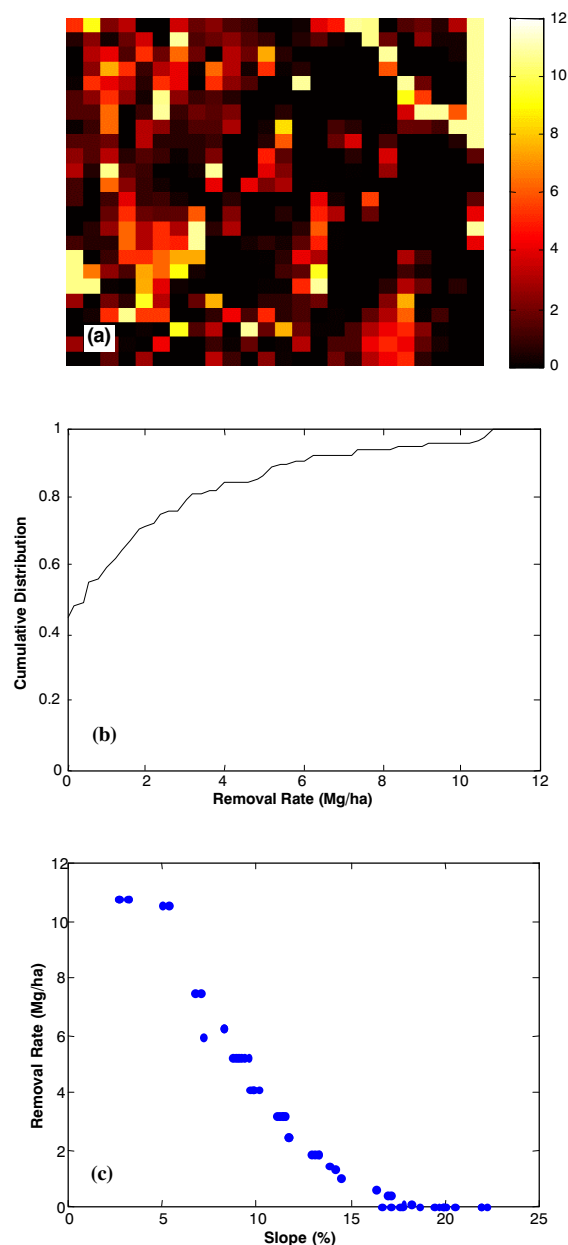 12
10
8
6
4
2
0
(a)
1
0.8
0.6
0.4
0.2
0
Cumulative Distribution
(b)
0 2 4 6 8 10 12
Removal Rate (Mg/ha)
12
10
8
6
4
2
0
Removal Rate (Mg/ha)
(c)
0 5 10 15 20 25
Slope (%)